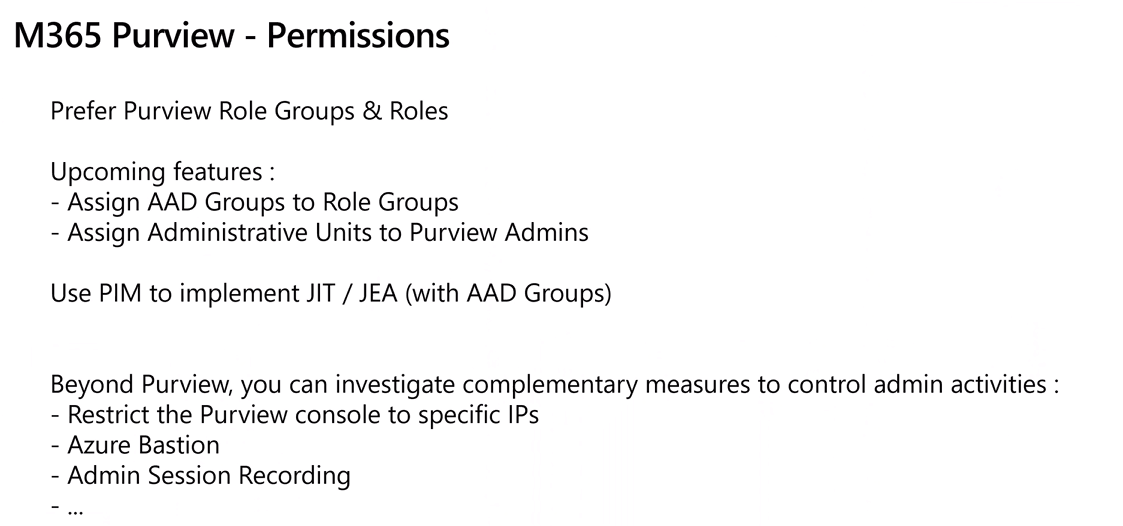 M365 Purview - Permissions
Prefer Purview Role Groups & Roles
Upcoming features :
- Assign AAD Groups to Role Groups
- Assign Administrative Units to Purview Admins
Use PIM to implement JIT / JEA (with AAD Groups)
Beyond Purview, you can investigate complementary measures to control admin activities :
- Restrict the Purview console to specific IPs
- Azure Bastion
- Admin Session Recording
- ...